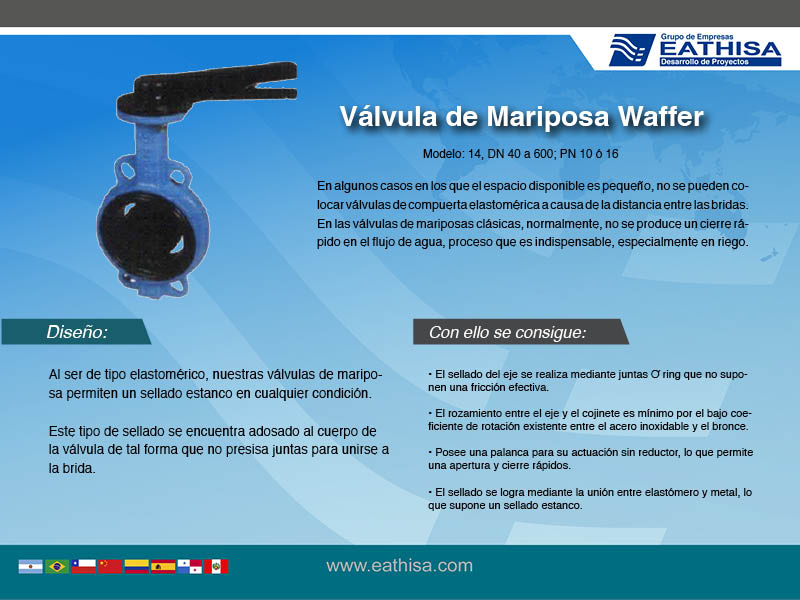 Grupo de Empresas
EATHISA
Desarrollo de Proyectos
Válvula de Mariposa Waffer
Modelo: 14, DN 40 a 600; PN 10 ó 16
En algunos casos en los que el espacio disponible es pequeño, no se pueden co-
locar válvulas de compuerta elastomérica a causa de la distancia entre las bridas.
En las válvulas de mariposas clásicas, normalmente, no se produce un cierre rá-
pido en el flujo de agua, proceso que es indispensable, especialmente en riego.
Diseño:
Al ser de tipo elastomérico, nuestras válvulas de maripo-
sa permiten un sellado estanco en cualquier condición.
Este tipo de sellado se encuentra adosado al cuerpo de
la válvula de tal forma que no presisa juntas para unirse a
la brida.
Con ello se consigue:
· El sellado del eje se realiza mediante juntas O' ring que no supo-
nen una fricción efectiva.
· El rozamiento entre el eje y el cojinete es mínimo por el bajo coe-
ficiente de rotación existente entre el acero inoxidable y el bronce.
· Posee una palanca para su actuación sin reductor, lo que permite
una apertura y cierre rápidos.
· El sellado se logra mediante la unión entre elastómero y metal, lo
que supone un sellado estanco.
www.eathisa.com